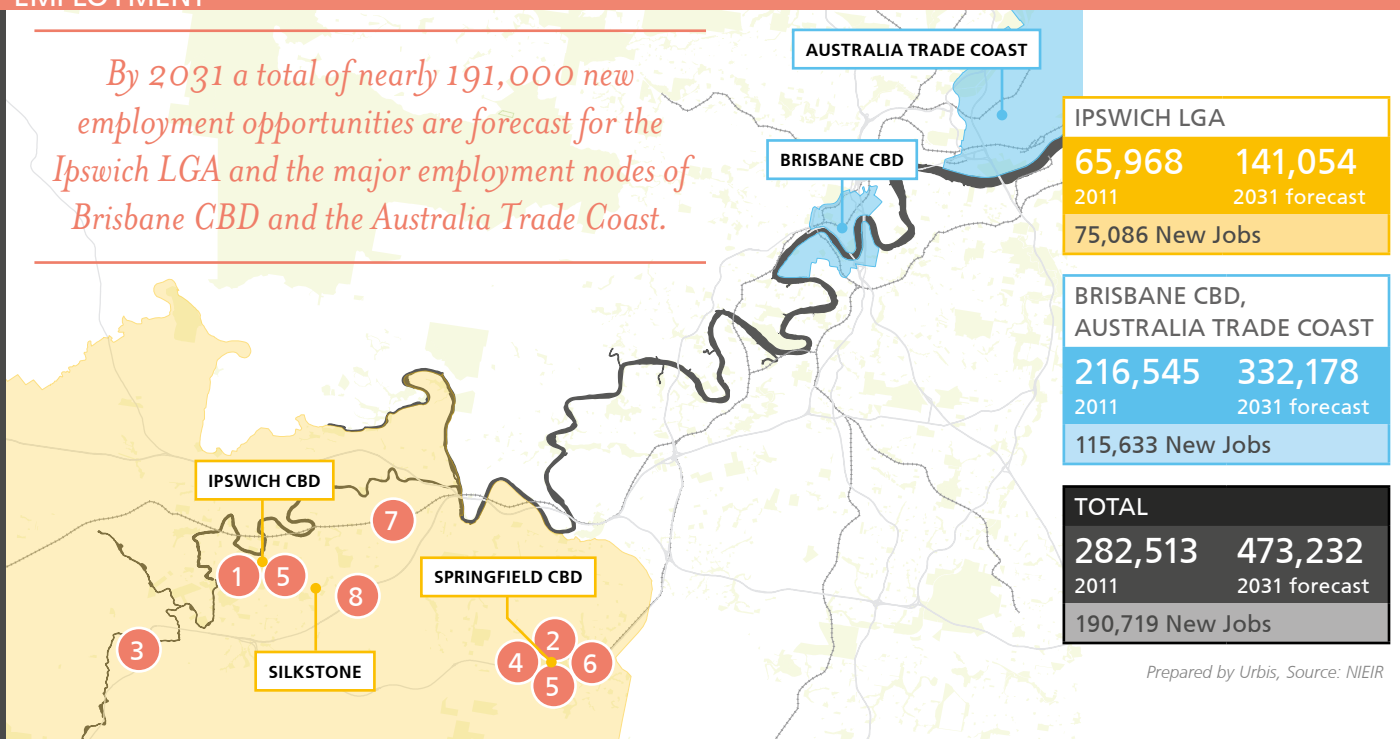 EMPLOYMENT
By 2031 a total of nearly 191,000 new
employment opportunities are forecast for the
Ipswich LGA and the major employment nodes of
Brisbane CBD and the Australia Trade Coast.
AUSTRALIA TRADE COAST
BRISBANE CBD
IPSWICH CBD
7
1
5
8
SPRINGFIELD CBD
3
SILKSTONE
2
4
6
5
IPSWICH LGA
65,968 141,054
2011 2031 forecast
75,086 New Jobs
BRISBANE CBD,
AUSTRALIA TRADE COAST
216,545 332,178
2011 2031 forecast
115,633 New Jobs
TOTAL
282,513 473,232
2011 2031 forecast
190,719 New Jobs
Prepared by Urbis, Source: NIEIR